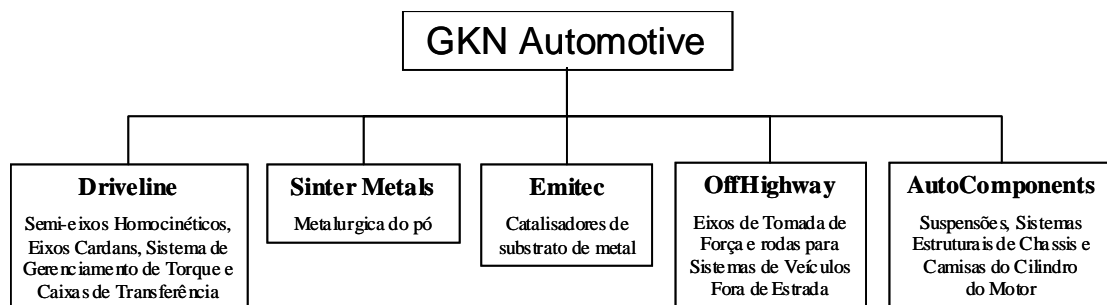 GKN Automotive
Driveline
Semi-eixos Homocinéticos,
Eixos Cardans, Sistema de
Gerenciamento de Torque e
Caixas de Transferência
Sinter Metals
Metalurgica do pó
Emitec
Catalisadores de
substrato de metal
OffHighway
Eixos de Tomada de
Força e rodas para
Sistemas de Veículos
Fora de Estrada
AutoComponents
Suspensões, Sistemas
Estruturais de Chassis e
Camisas do Cilindro
do Motor